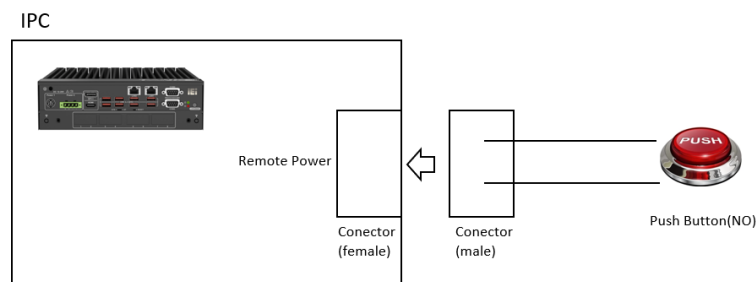 IPC
Remote Power
PUSH
Conector
(female)
Conector
(male)
Push Button(NO)